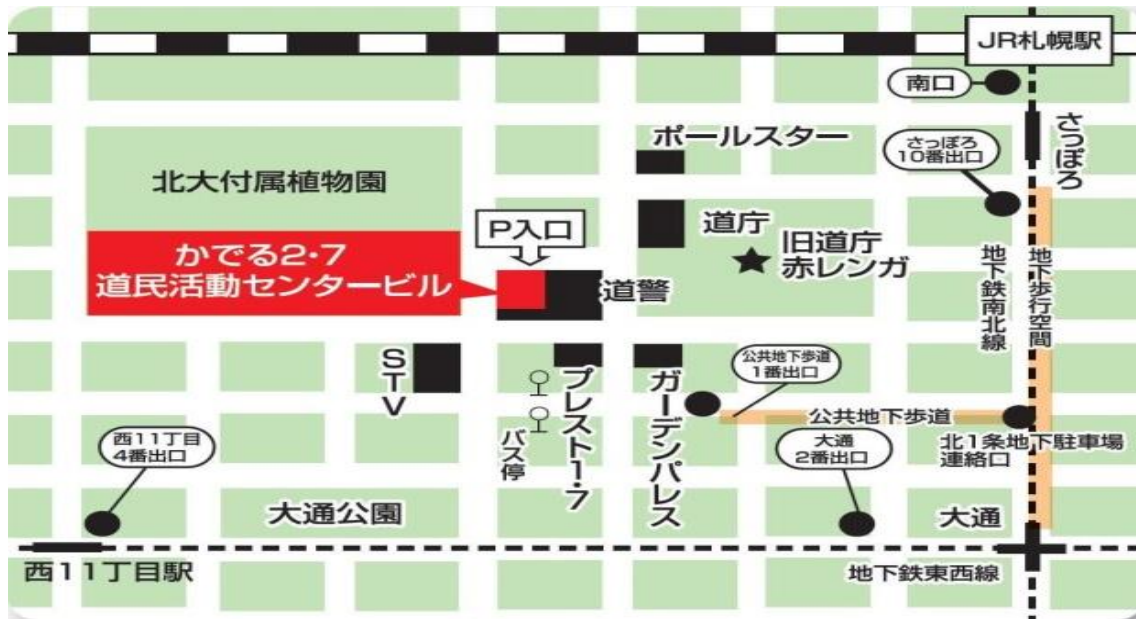 JR札幌駅
南口
さっぽろ
ポールスター
さっぽろ
10番出口
北大付属植物園
P入口
道庁
旧道庁
赤レンガ
かでる2・7
道民活動センタービル
道警
地下鉄南北線
地下歩行空間
STV
プレスト1・7
ガーデンパレス
公共地下歩道
1番出口
公共地下歩道
バス停
西11丁目
4番出口
大通
2番出口
北1条地下駐車場
連絡口
大通公園
大通
西11丁目駅
地下鉄東西線